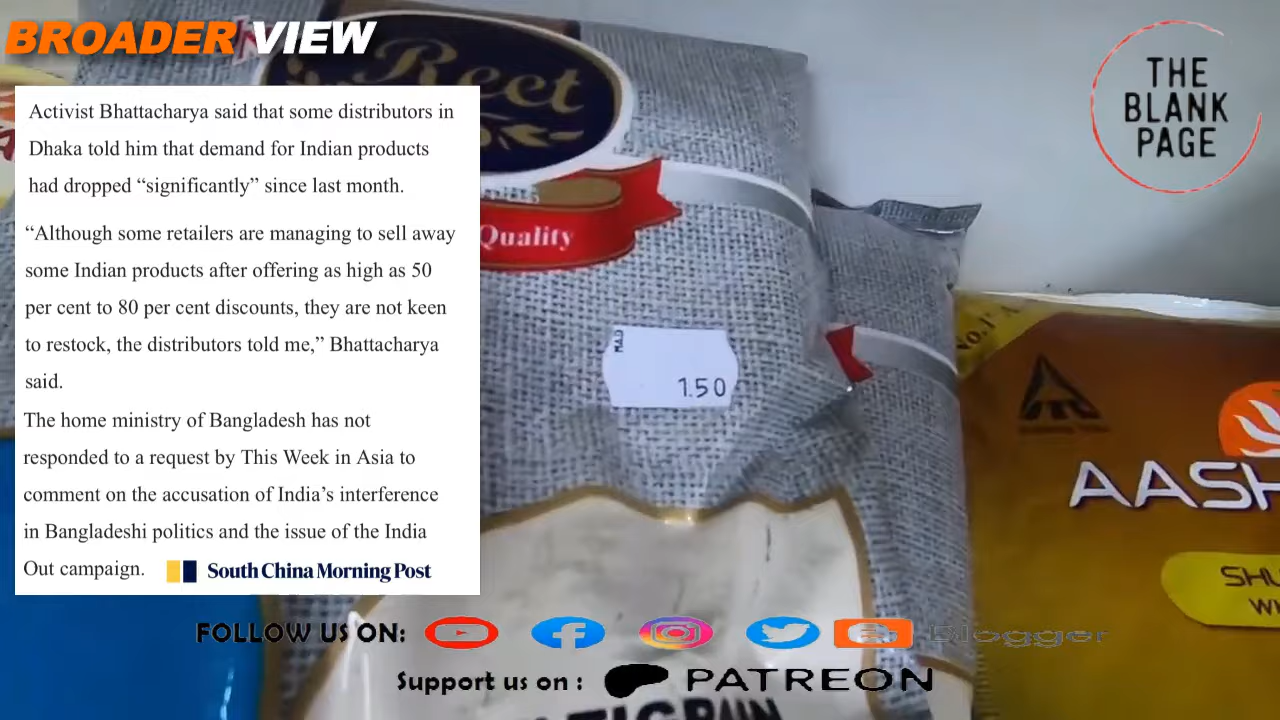 BROADER VIEW
THE
BLANK
PAGE
Reet
Quality
Activist Bhattacharya said that some distributors in
Dhaka told him that demand for Indian products
had dropped “significantly” since last month.
“Although some retailers are managing to sell away
some Indian products after offering as high as 50
per cent to 80 per cent discounts, they are not keen
to restock, the distributors told me,” Bhattacharya
said.
The home ministry of Bangladesh has not
responded to a request by This Week in Asia to
comment on the accusation of India’s interference
in Bangladeshi politics and the issue of the India
Out campaign.
South China Morning Post
1.50
No.1
ITC
AASH
SHU
FOLLOW US ON:
Blogger
Support us on :
PATREON